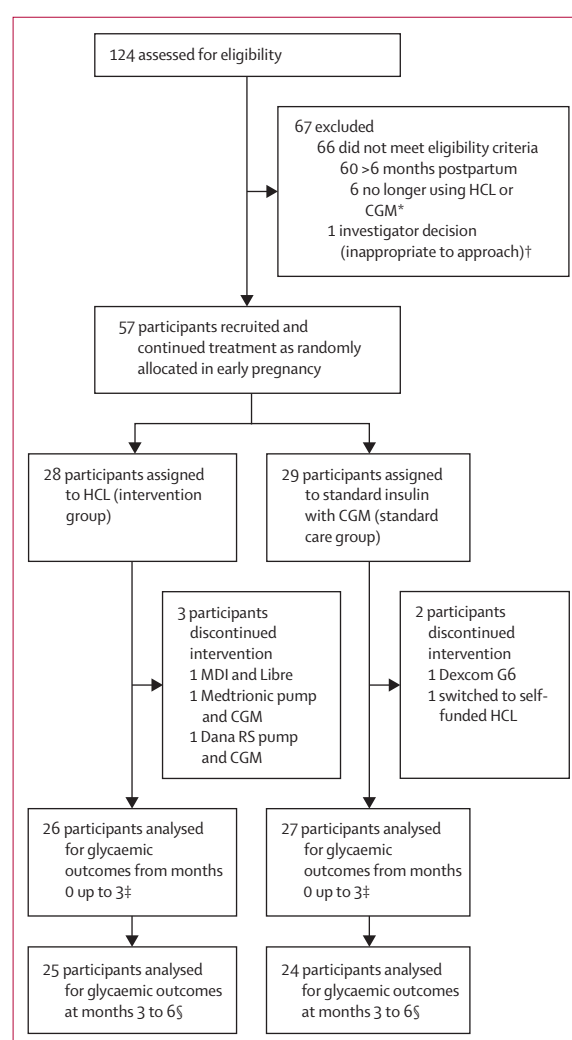 124 assessed for eligibility
67 excluded
66 did not meet eligibility criteria
60 >6 months postpartum
6 no longer using HCL or
CGM*
1 investigator decision
(inappropriate to approach)†
57 participants recruited and
continued treatment as randomly
allocated in early pregnancy
28 participants assigned
to HCL (intervention
group)
29 participants assigned
to standard insulin
with CGM (standard
care group)
3 participants
discontinued
intervention
1 MDI and Libre
1 Medtrionic pump
and CGM
1 Dana RS pump
and CGM
2 participants
discontinued
intervention
1 Dexcom G6
1 switched to self-
funded HCL
26 participants analysed
for glycaemic
outcomes from months
0 up to 3‡
27 participants analysed
for glycaemic
outcomes from months
0 up to 3‡
25 participants analysed
for glycaemic outcomes
at months 3 to 6§
24 participants analysed
for glycaemic outcomes
at months 3 to 6§